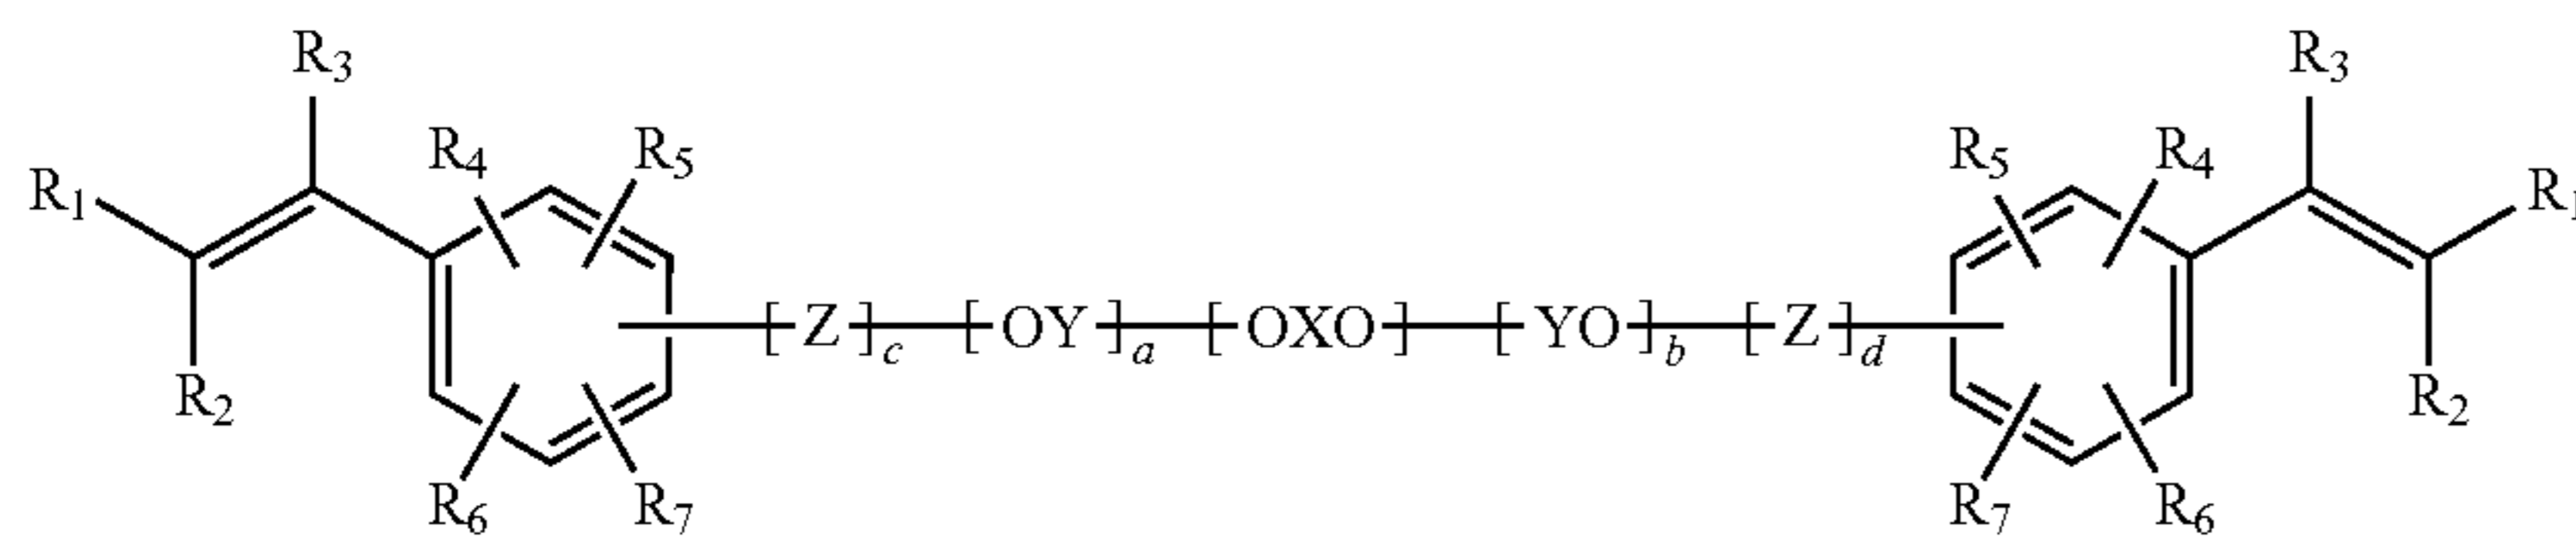 R3 R3
R4 R5 R5 R4
R1 R1
[Z]c [OY]a [OXO] [YO]b [Z]d
R2 R2
R6 R7 R7 R6